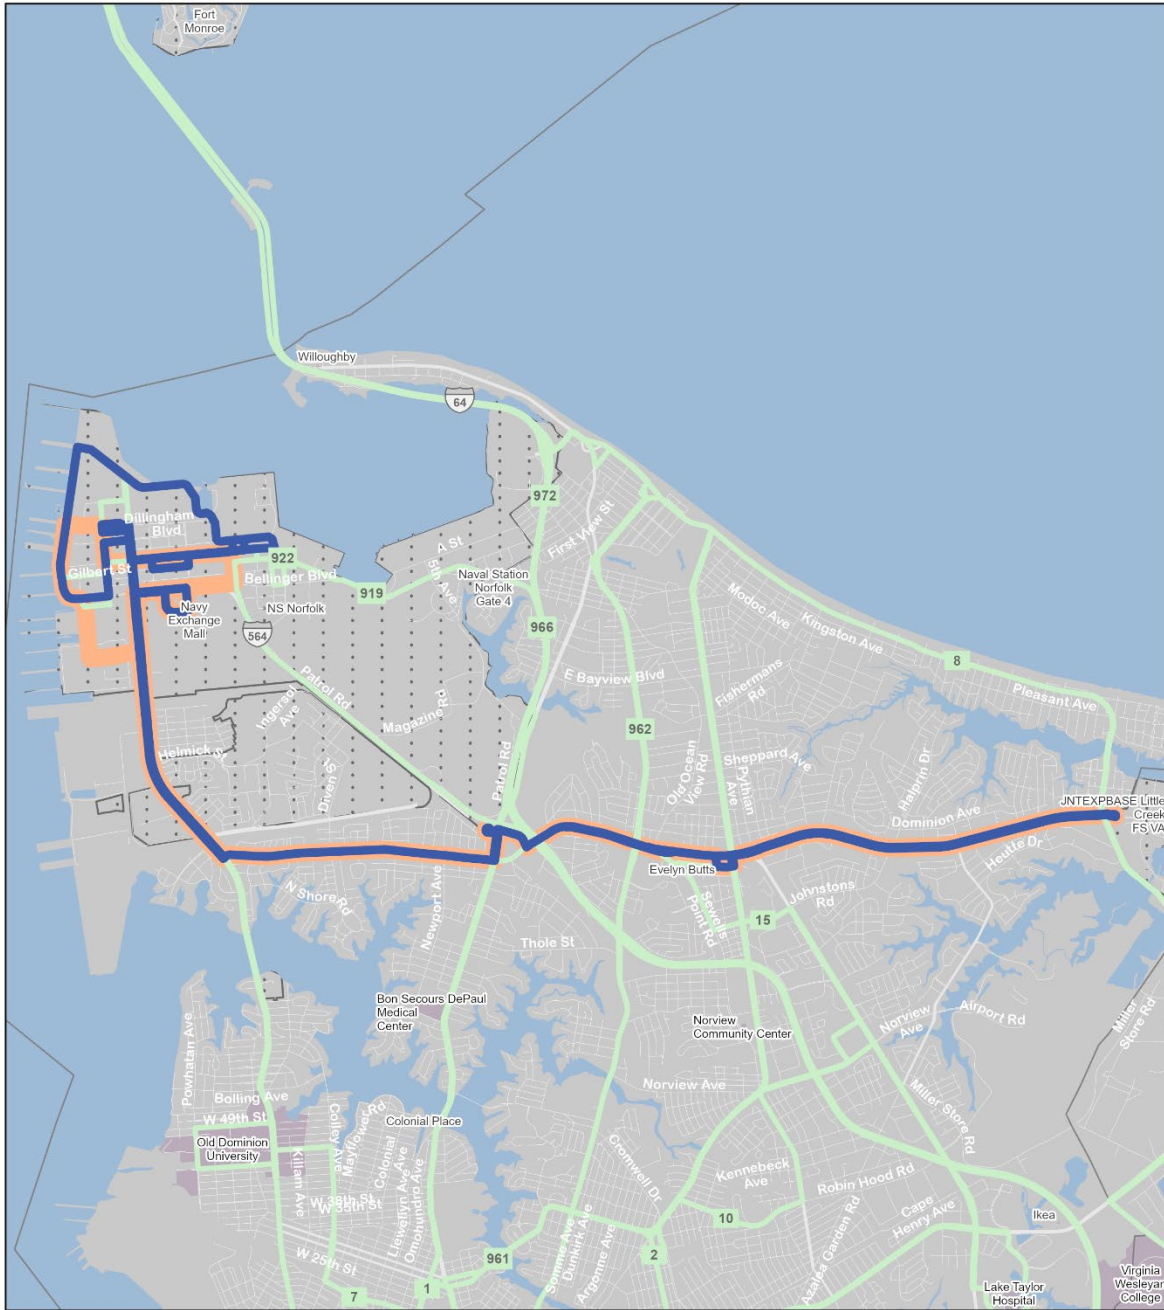 Fort
Monroe
Willoughby
64
972
First View St
Dillingham
Blvd
922
A St
Gilbert St
Bellinger Blvd
919
5th Ave
Naval Station
Norfolk
Gate 4
Modoc Ave
Kingston Ave
Navy
Exchange
Mall
NS Norfolk
564
966
8
Pleasant Ave
E Bayview Blvd
Fishermans
Rd
Ingersol
Ave
Patrol Rd
Magazine Rd
962
Helmick St
Diven St
Patrol Rd
Old Ocean
View Rd
Pythian
Ave
Sheppard Ave
Halprin Dr
Dominion Ave
JNTEXPBASE Little
Creek
FS VA
Heutte Dr
Evelyn Butts
N Shore Rd
Newport Ave
Sewells
Point Rd
Johnstons
Rd
15
Thole St
Bon Secours DePaul
Medical
Center
Norview
Community Center
Norview
Ave
Airport Rd
Miller
Store Rd
Powhatan Ave
Bolling Ave
W 49th St
Norview Ave
Miller Store Rd
Colley Ave
Mayflower Rd
Colonial
Colonial Place
Old Dominion
University
Killam Ave
W 38th St
W 35th St
Llewellyn Ave
Omohundro Ave
Cromwell Dr
Kennebeck
Ave
Robin Hood Rd
Cape
Henry Ave
Ikea
10
W 25th St
961
Somme Ave
Dunkirk Ave
Argonne Ave
2
Azalea Garden Rd
7
1
Lake Taylor
Hospital
Virginia
Wesleyan
College